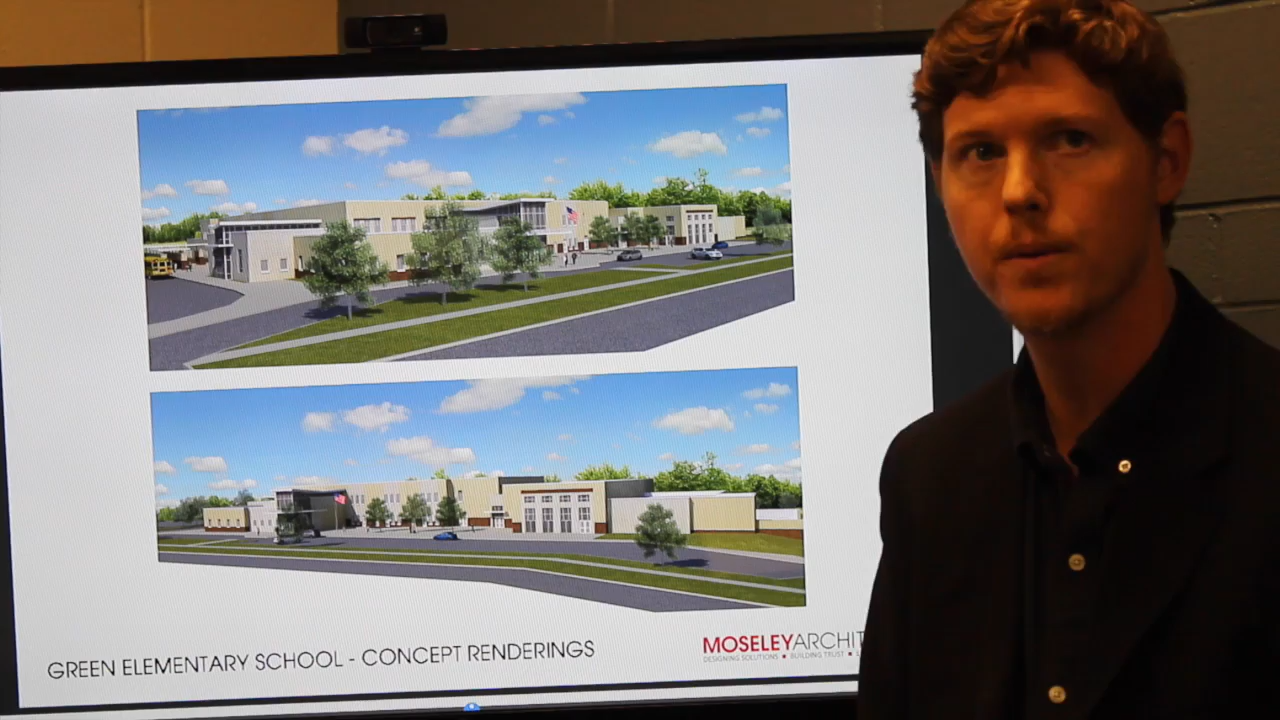 GREEN ELEMENTARY SCHOOL - CONCEPT RENDERINGS
MOSELEYARCHIT
DESIGNING SOLUTIONS ■ BUILDING TRUST ■